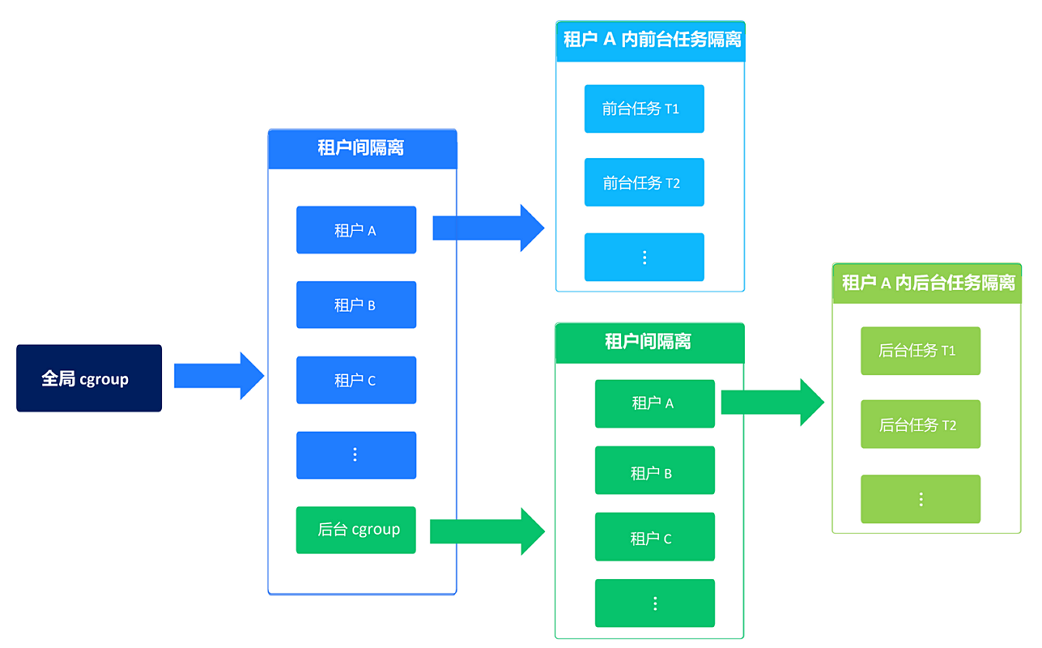 全局 cgroup
租户间隔离
租户 A
租户 B
租户 C
⋮
后台 cgroup
租户 A 内前台任务隔离
前台任务 T1
前台任务 T2
⋮
租户间隔离
租户 A
租户 B
租户 C
⋮
租户 A 内后台任务隔离
后台任务 T1
后台任务 T2
⋮